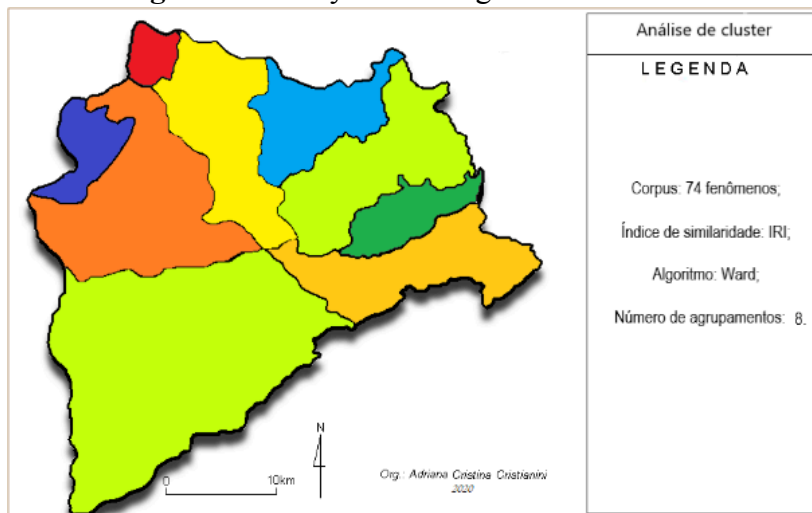 Análise de cluster
LEGENDA
Corpus: 74 fenômenos;
Índice de similaridade: IRI;
Algoritmo: Ward;
Número de agrupamentos: 8.
N
0 10km
Org.: Adriana Cristina Cristianini
2020